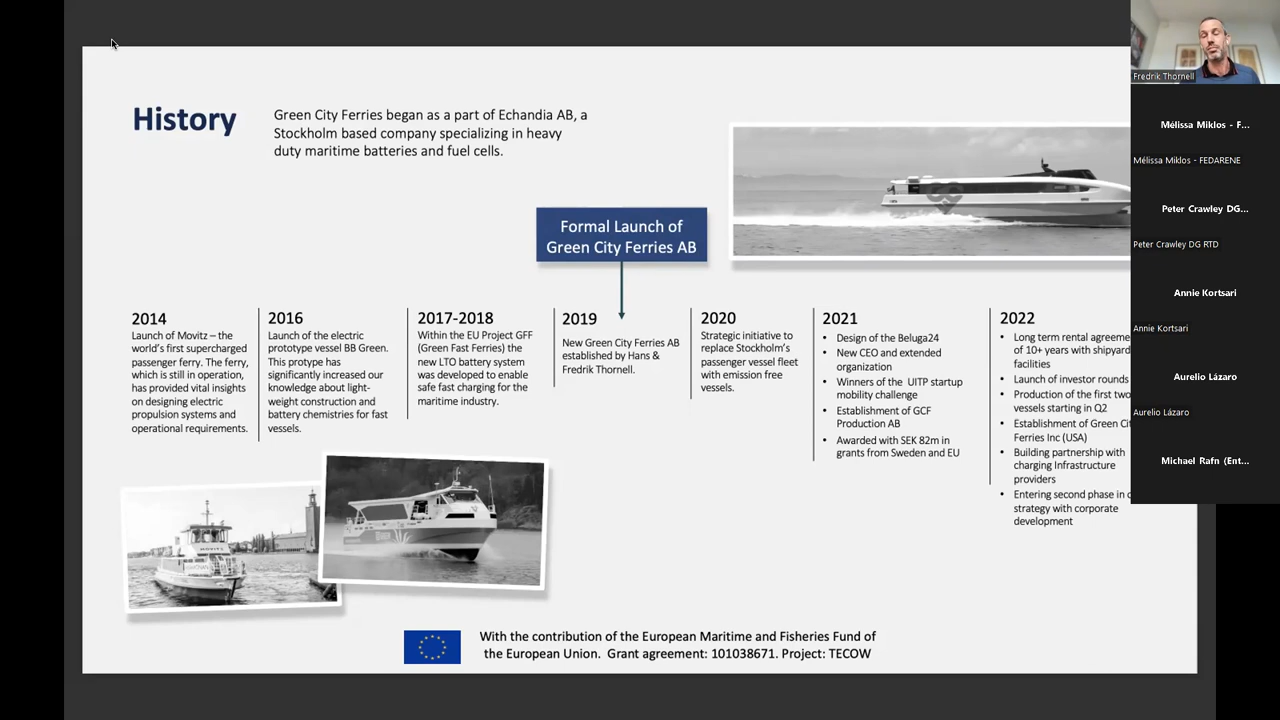 History
Green City Ferries began as a part of Echandia AB, a
Stockholm based company specializing in heavy
duty maritime batteries and fuel cells.
Formal Launch of
Green City Ferries AB
2014
Launch of Movitz – the
world's first supercharged
passenger ferry. The ferry,
which is still in operation,
has provided vital insights
on designing electric
propulsion systems and
operational requirements.
2016
Launch of the electric
prototype vessel BB Green.
This protype has
significantly increased our
knowledge about light-
weight construction and
battery chemistries for fast
vessels.
2017-2018
Within the EU Project GFF
(Green Fast Ferries) the
new LTO battery system
was developed to enable
safe fast charging for the
maritime industry.
2019
New Green City Ferries AB
established by Hans &
Fredrik Thornell.
2020
Strategic initiative to
replace Stockholm's
passenger vessel fleet
with emission free
vessels.
2021
• Design of the Beluga24
• New CEO and extended
organization
• Winners of the UITP startup
mobility challenge
• Establishment of GCF
Production AB
• Awarded with SEK 82m in
grants from Sweden and EU
2022
• Long term rental agreeme
of 10+ years with shipyard
facilities
• Launch of investor rounds
• Production of the first two
vessels starting in Q2
• Establishment of Green Cit
Ferries Inc (USA)
• Building partnership with
charging Infrastructure
providers
• Entering second phase in
strategy with corporate
development
MOVITZ
With the contribution of the European Maritime and Fisheries Fund of
the European Union. Grant agreement: 101038671. Project: TECOW
Fredrik Thornell
Mélissa Miklos - F...
Mélissa Miklos - FEDARENE
Peter Crawley DG...
Peter Crawley DG RTD
Annie Kortsari
Annie Kortsari
Aurelio Lázaro
Aurelio Lázaro
Michael Rafn (Ent...